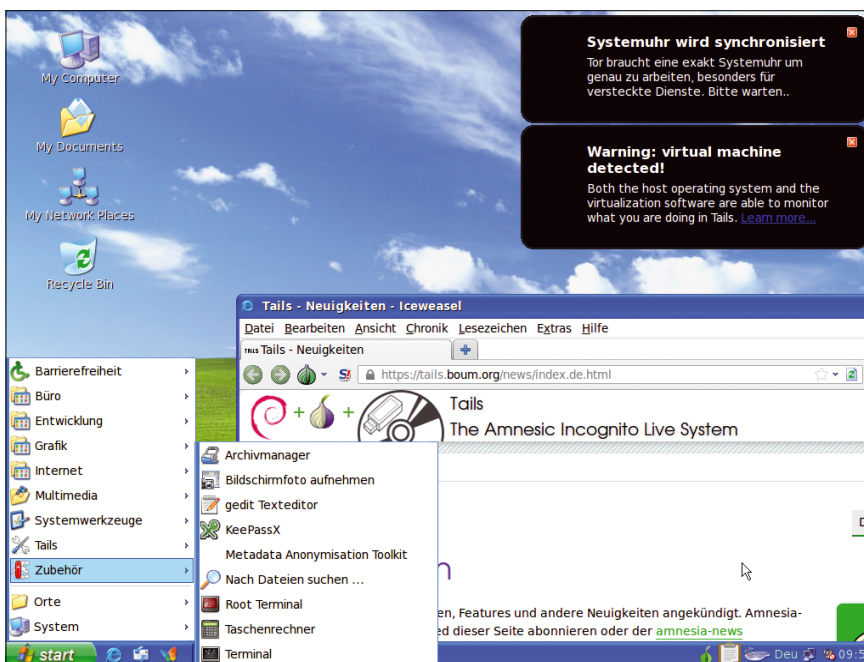 My Computer
My Documents
My Network Places
Recycle Bin
Systemuhr wird synchronisiert
Tor braucht eine exakt Systemuhr um
genau zu arbeiten, besonders für
versteckte Dienste. Bitte warten..
Warning: virtual machine
detected!
Both the host operating system and the
virtualization software are able to monitor
what you are doing in Tails. Learn more...
Tails - Neuigkeiten - Iceweasel
Datei Bearbeiten Ansicht Chronik Lesezeichen Extras Hilfe
Tails - Neuigkeiten
https://tails.boum.org/news/index.de.html
Tails
The Amnesic Incognito Live System
en, Features und andere Neuigkeiten angekündigt. Amnesia-
ed dieser Seite abonnieren oder der amnesia-news
Barrierefreiheit
Büro
Entwicklung
Grafik
Internet
Multimedia
Systemwerkzeuge
Tails
Zubehör
Orte
System
Archivmanager
Bildschirmfoto aufnehmen
gedit Texteditor
KeePassX
Metadata Anonymisation Toolkit
Nach Dateien suchen ...
Root Terminal
Taschenrechner
Terminal
start
Deu